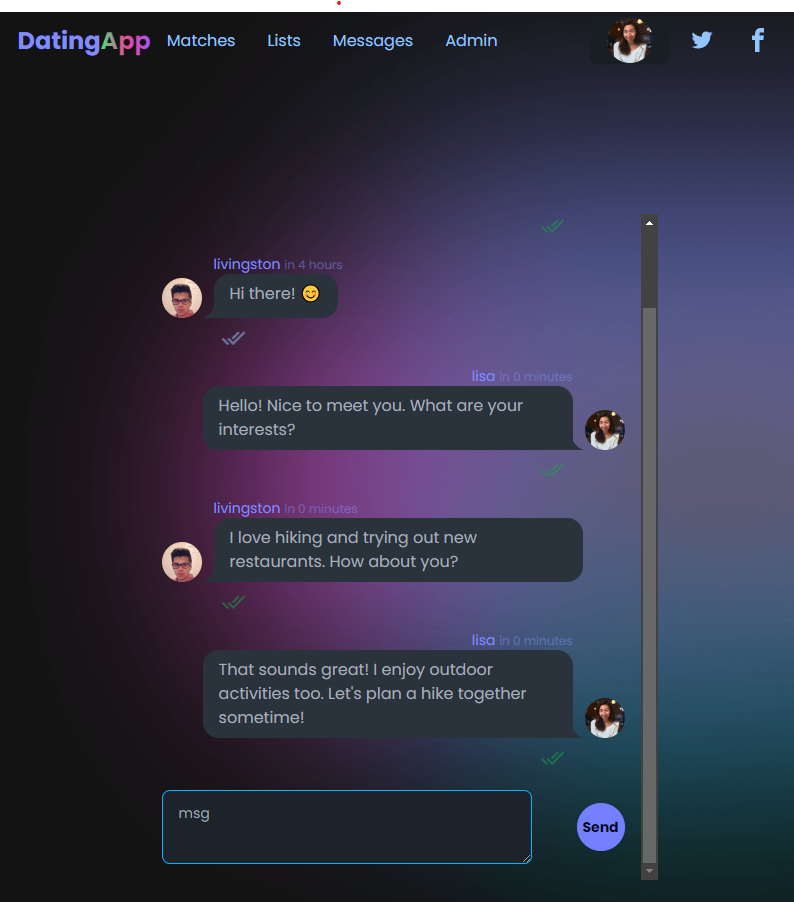 DatingApp Matches Lists Messages Admin
livingston in 4 hours
Hi there! 😊
lisa in 0 minutes
Hello! Nice to meet you. What are your
interests?
livingston in 0 minutes
I love hiking and trying out new
restaurants. How about you?
lisa in 0 minutes
That sounds great! I enjoy outdoor
activities too. Let's plan a hike together
sometime!
msg
Send